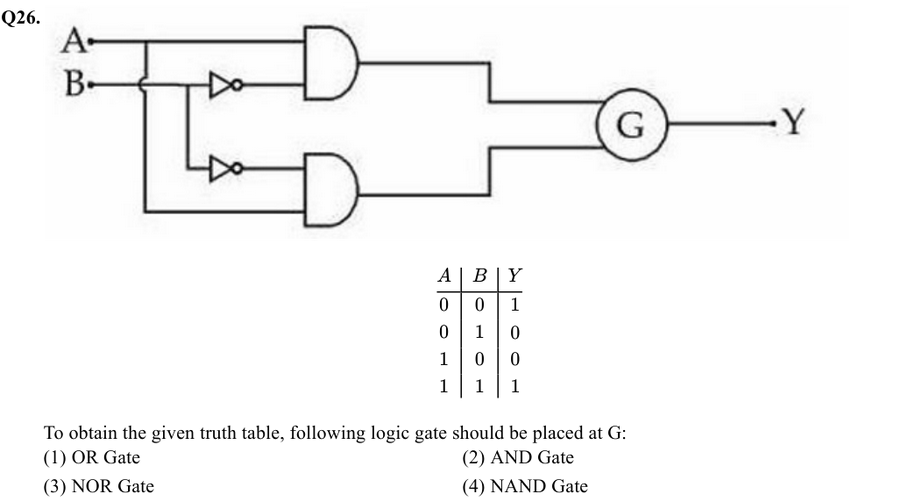 Q26.
A
B
G
Y
A B Y
0 0 1
0 1 0
1 0 0
1 1 1
To obtain the given truth table, following logic gate should be placed at G:
(1) OR Gate (2) AND Gate
(3) NOR Gate (4) NAND Gate